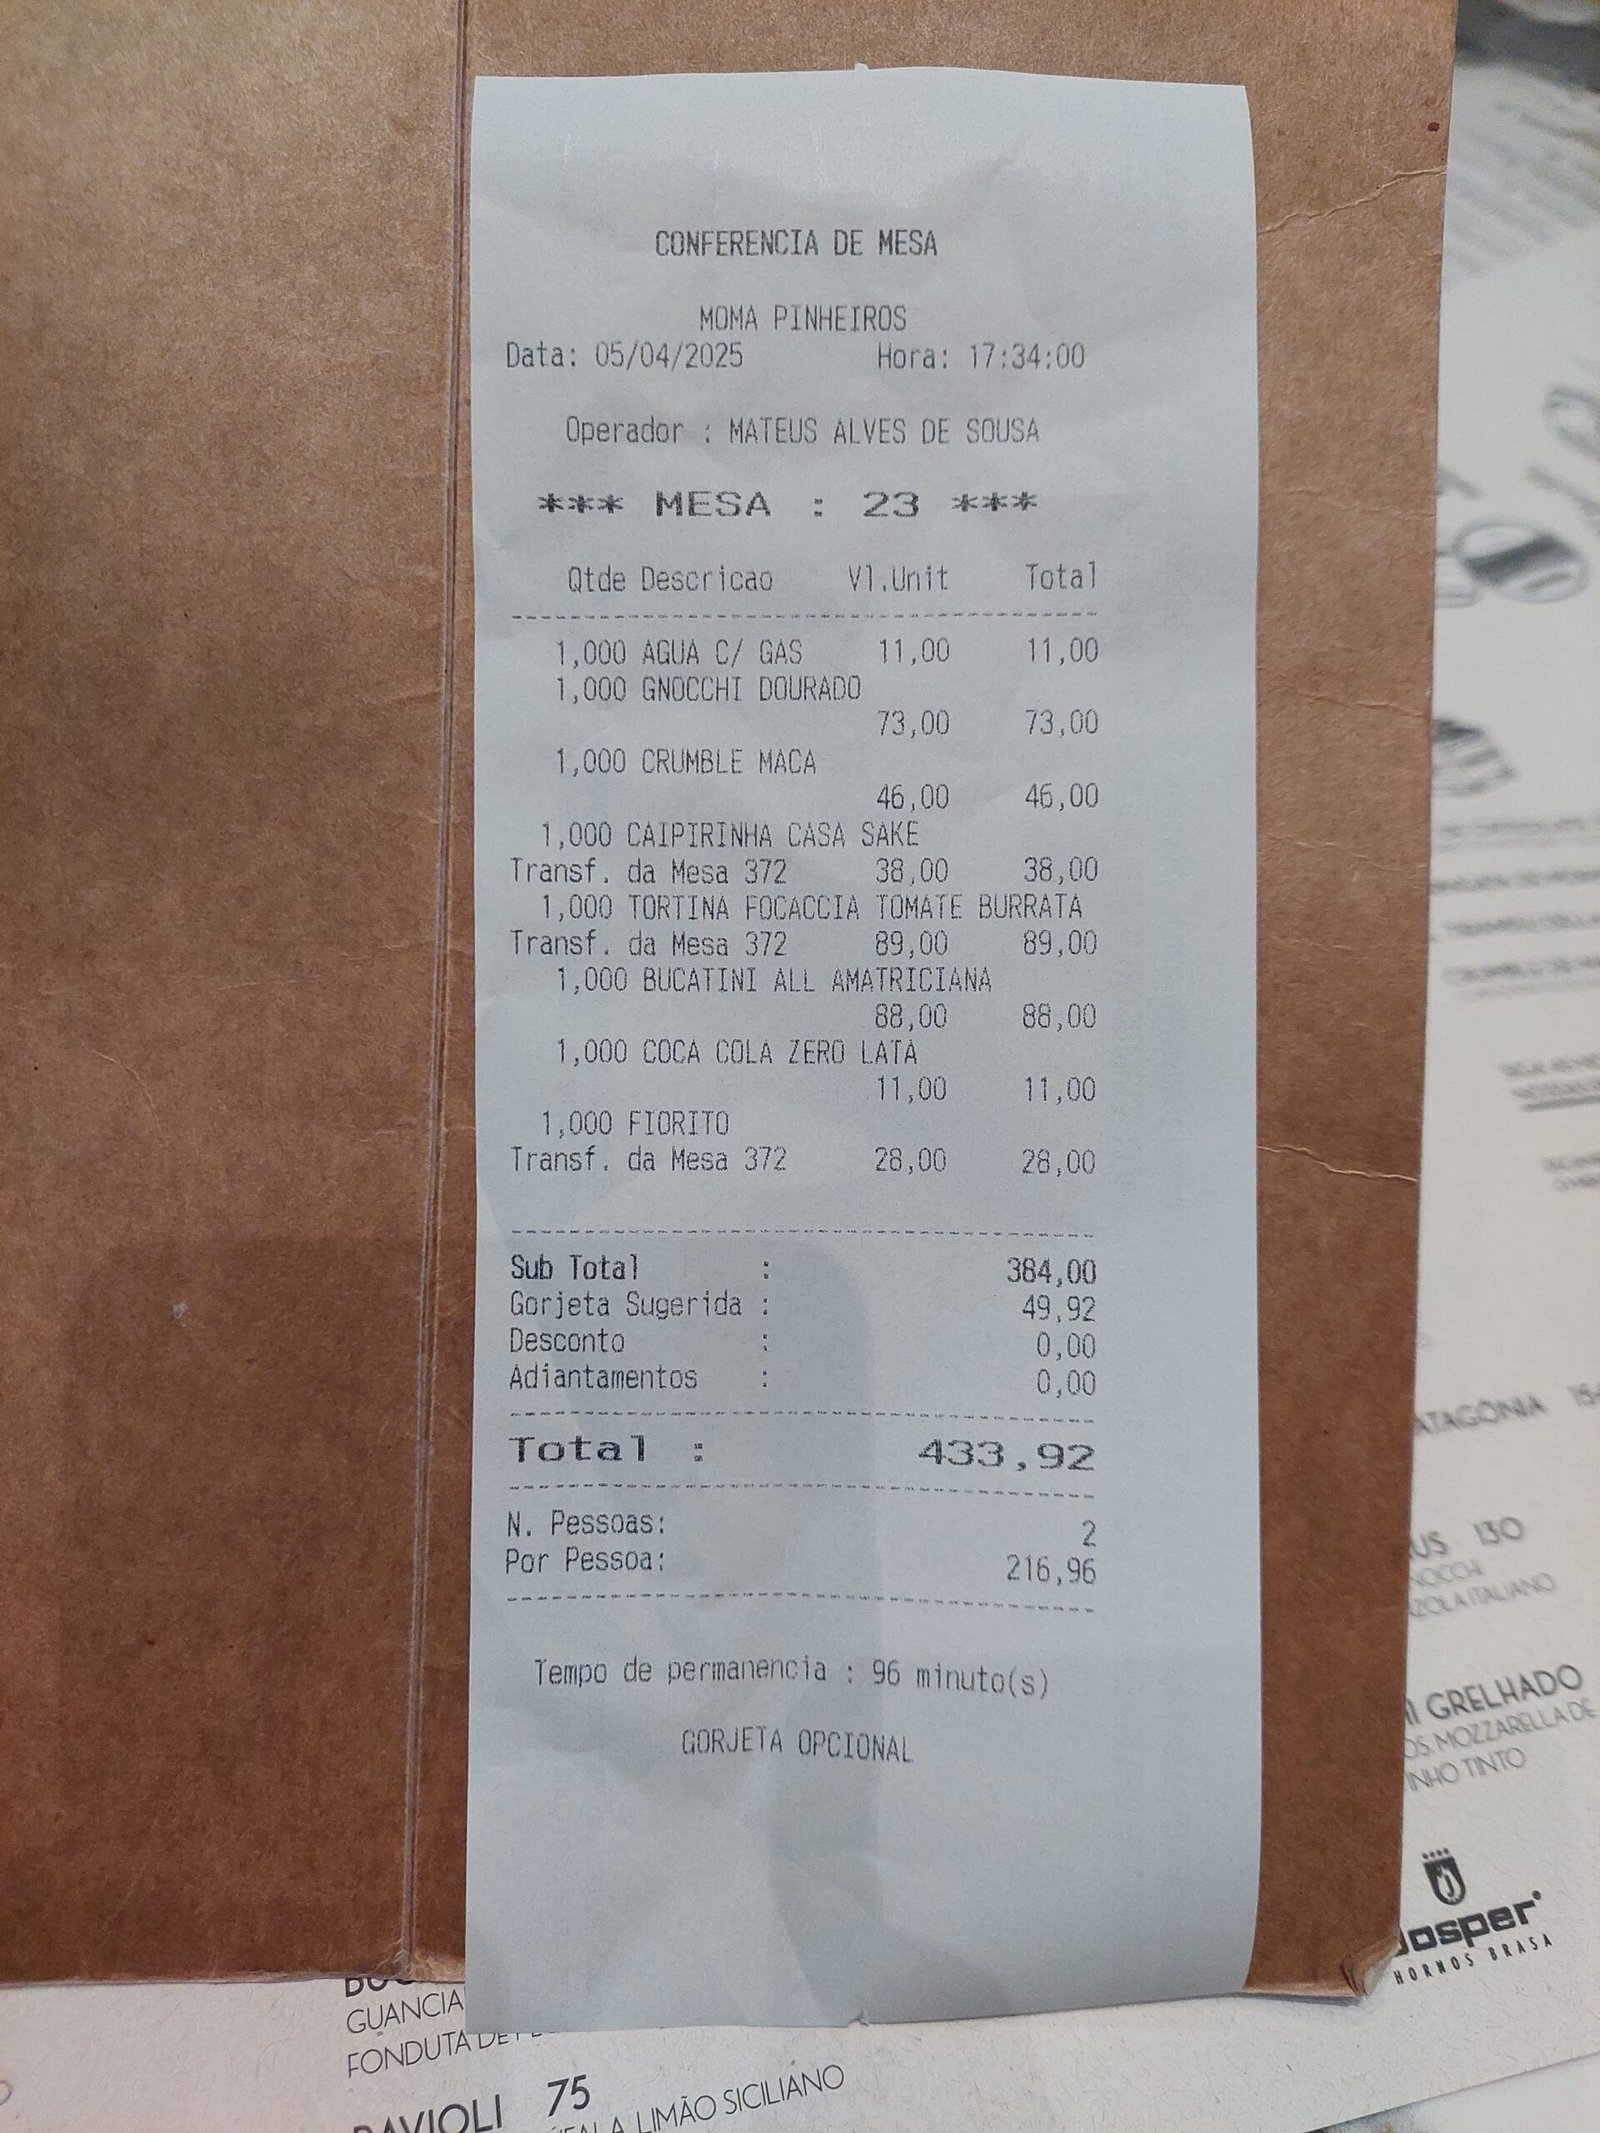 CONFERENCIA DE MESA
MOMA PINHEIROS
Data: 05/04/2025 Hora: 17:34:00
Operador : MATEUS ALVES DE SOUSA
*** MESA : 23 ***
Qtde Descricao Vl.Unit Total
1,000 AGUA C/ GAS 11,00 11,00
1,000 GNOCCHI DOURADO
73,00 73,00
1,000 CRUMBLE MACA
46,00 46,00
1,000 CAIPIRINHA CASA SAKE
Transf. da Mesa 372 38,00 38,00
1,000 TORTINA FOCACCIA TOMATE BURRATA
Transf. da Mesa 372 89,00 89,00
1,000 BUCATINI ALL AMATRICIANA
88,00 88,00
1,000 COCA COLA ZERO LATA
11,00 11,00
1,000 FIORITO
Transf. da Mesa 372 28,00 28,00
Sub Total : 384,00
Gorjeta Sugerida : 49,92
Desconto : 0,00
Adiantamentos : 0,00
Total : 433,92
N. Pessoas: 2
Por Pessoa: 216,96
Tempo de permanencia : 96 minuto(s)
GORJETA OPCIONAL
130
GRELHADO
MOZZARELLA DE
TINTO
HORNOS BRASA
75
LIMÃO SICILIANO